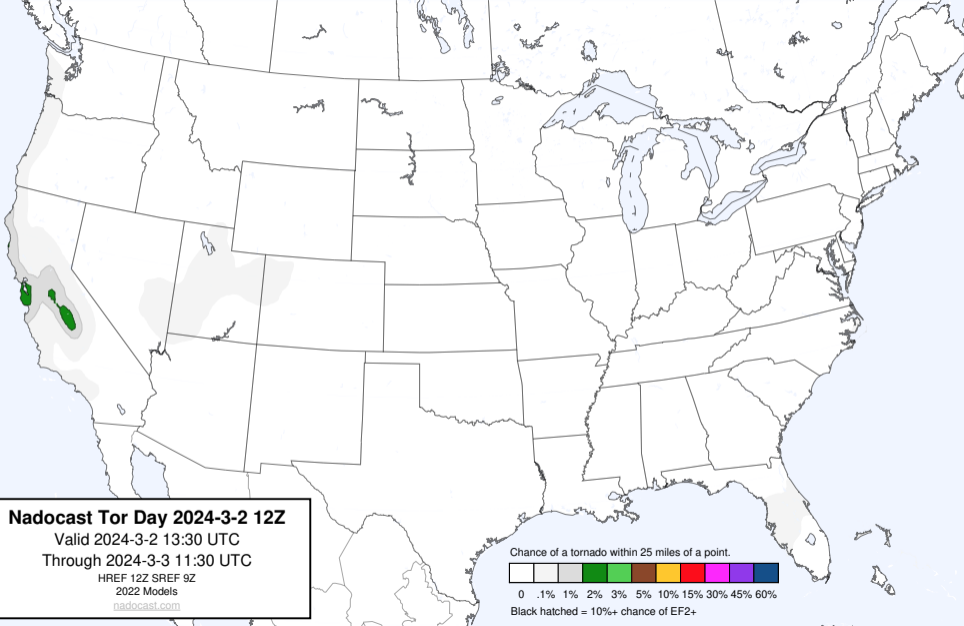 Nadocast Tor Day 2024-3-2 12Z
Valid 2024-3-2 13:30 UTC
Through 2024-3-3 11:30 UTC
HREF 12Z SREF 9Z
2022 Models
nadocast.com
Chance of a tornado within 25 miles of a point.
0 .1% 1% 2% 3% 5% 10% 15% 30% 45% 60%
Black hatched = 10%+ chance of EF2+